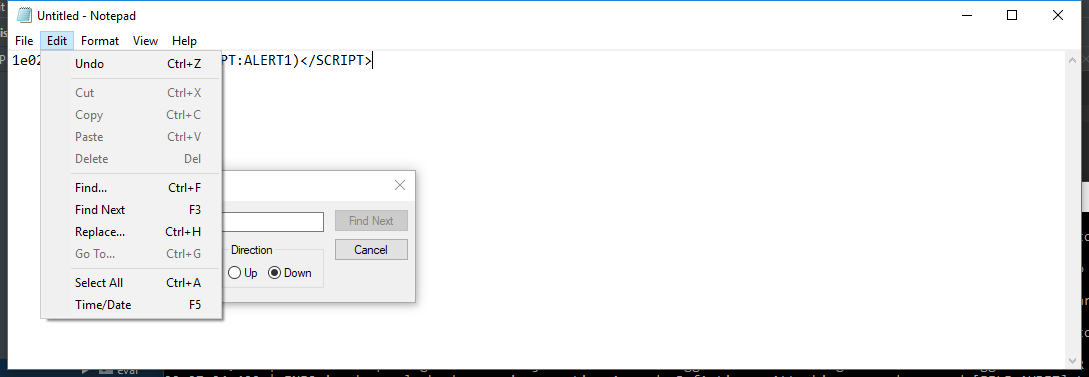 Untitled - Notepad
File Edit Format View Help
1e02 PT:ALERT1)</SCRIPT>
Undo Ctrl+Z
Cut Ctrl+X
Copy Ctrl+C
Paste Ctrl+V
Delete Del
Find... Ctrl+F
Find Next F3
Replace... Ctrl+H
Go To... Ctrl+G
Select All Ctrl+A
Time/Date F5
Find Next
Cancel
Direction
Up Down
eval